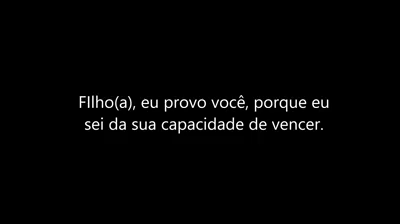 FIlho(a), eu provo você, porque eu
sei da sua capacidade de vencer.